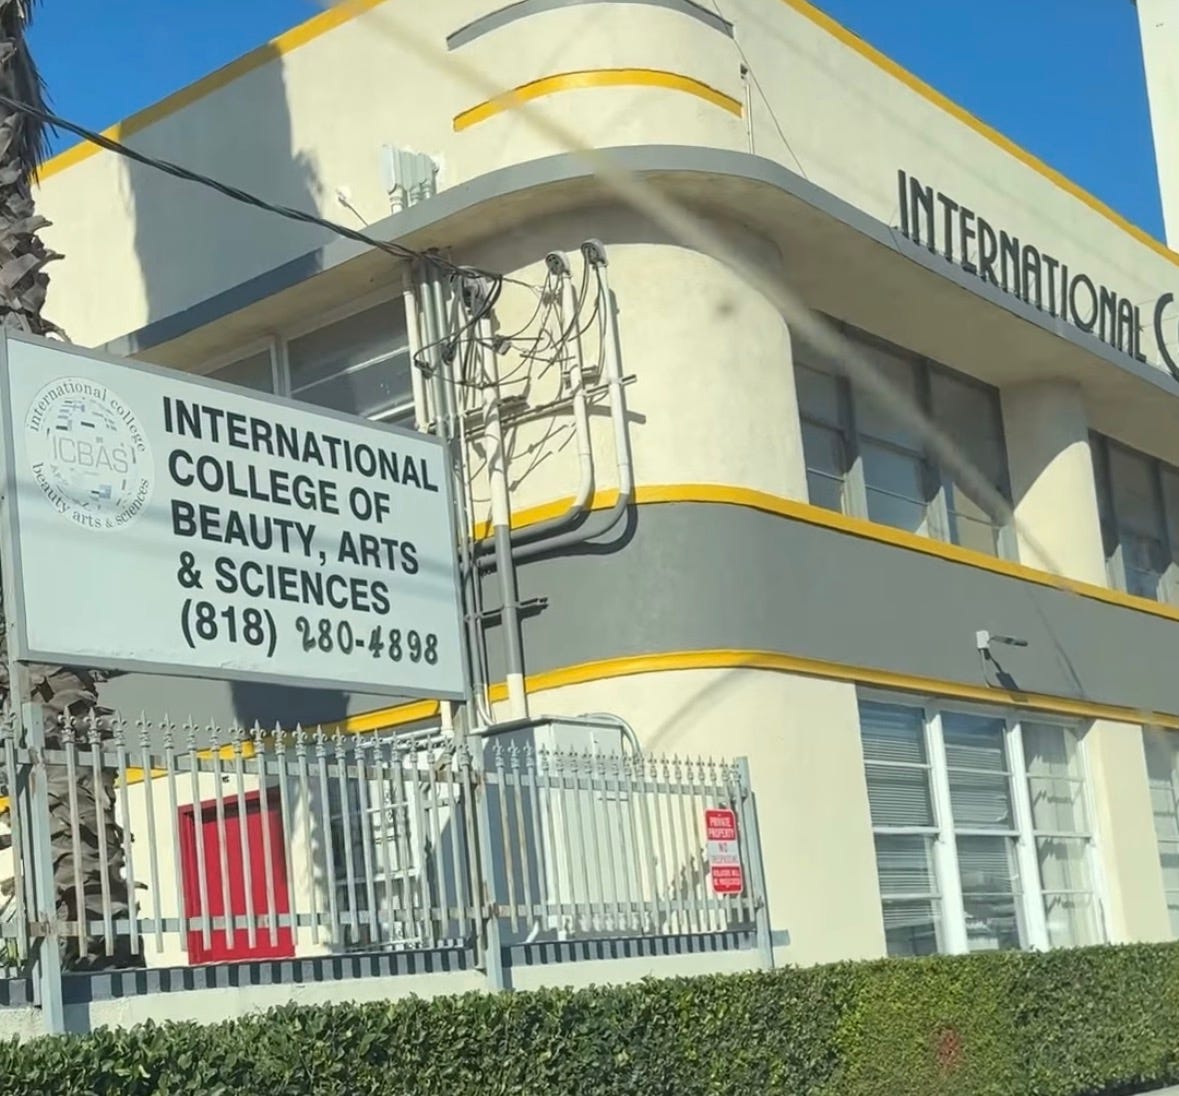 INTERNATIONAL
international college
ICBAS
beauty arts & sciences
INTERNATIONAL
COLLEGE OF
BEAUTY, ARTS
& SCIENCES
(818) 280-4898
PRIVATE
PROPERTY
NO
TRESPASSING